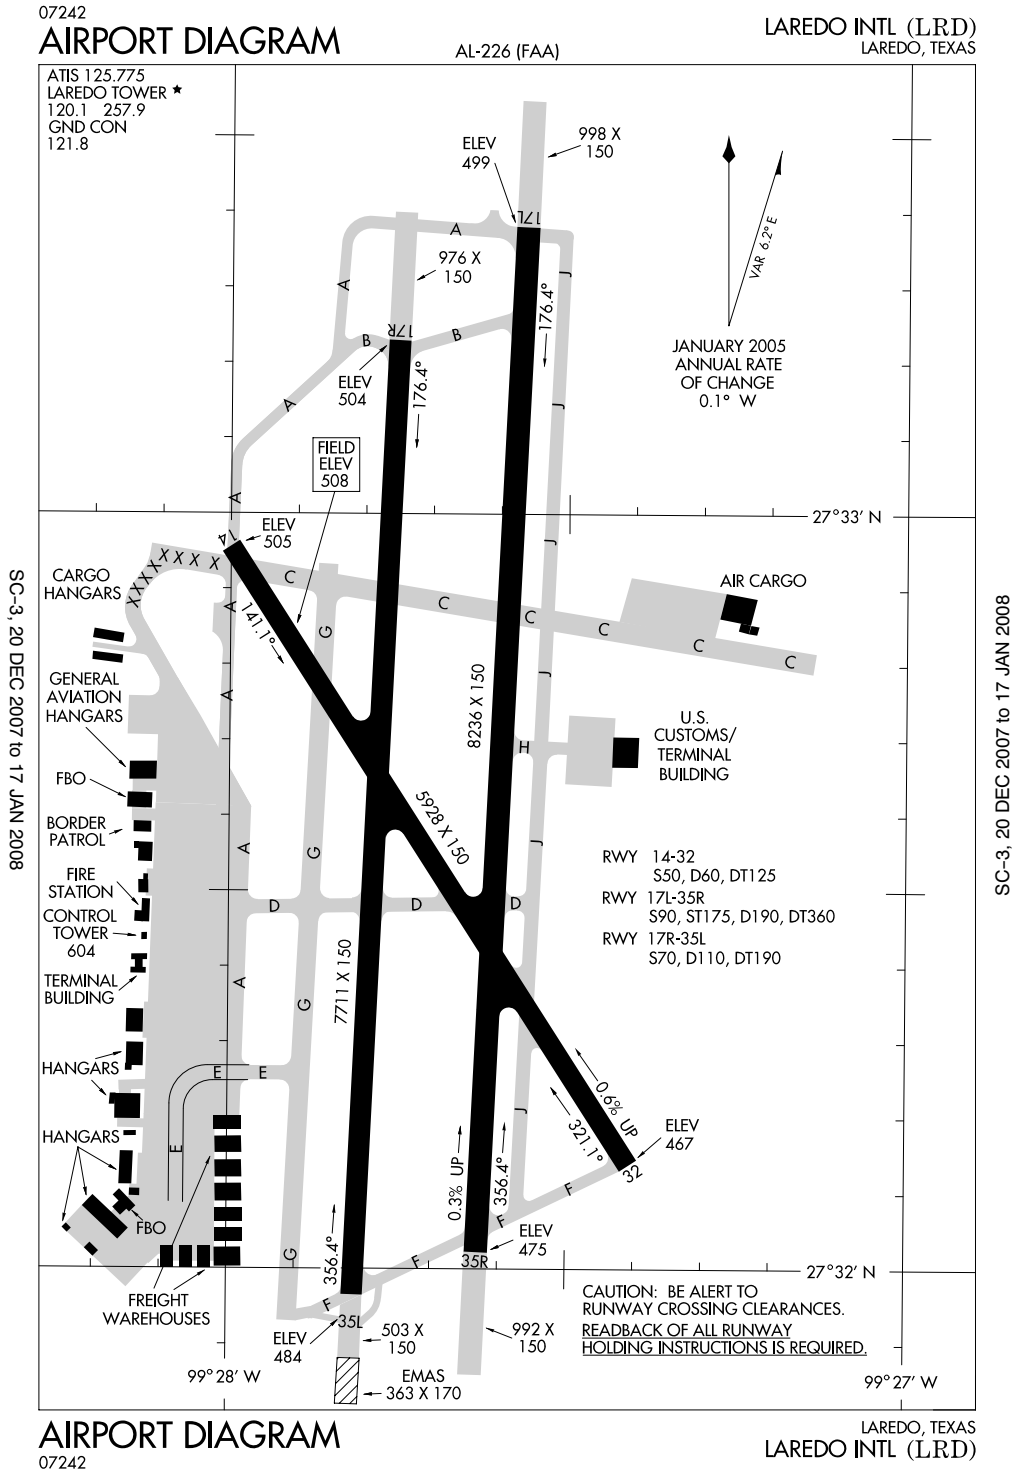 07242
AIRPORT DIAGRAM
AL-226 (FAA)
LAREDO INTL (LRD)
LAREDO, TEXAS
ATIS 125.775
LAREDO TOWER ★
120.1 257.9
GND CON
121.8
ELEV
499
998 X
150
17L
A
976 X
150
J
A
VAR 6.2° E
176.4°
17R
B
B
ELEV
504
176.4°
JANUARY 2005
ANNUAL RATE
OF CHANGE
0.1° W
A
J
FIELD
ELEV
508
A
ELEV
505
27°33' N
14
J
X X X X X X X X
CARGO
HANGARS
C
AIR CARGO
A
141.1°
G
C
C
C
C
C
GENERAL
AVIATION
HANGARS
A
J
8236 X 150
U.S.
CUSTOMS/
TERMINAL
BUILDING
H
FBO
5928 X 150
BORDER
PATROL
A
G
J
RWY 14-32
S50, D60, DT125
RWY 17L-35R
S90, ST175, D190, DT360
RWY 17R-35L
S70, D110, DT190
FIRE
STATION
CONTROL
TOWER
604
D
D
D
TERMINAL
BUILDING
A
G
7711 X 150
HANGARS
E
E
E
0.6% UP
321.1°
J
ELEV
467
32
HANGARS
0.3% UP
356.4°
F
F
FBO
ELEV
475
G
356.4°
F
35R
27°32' N
FREIGHT
WAREHOUSES
F
35L
ELEV
484
503 X
150
992 X
150
CAUTION: BE ALERT TO
RUNWAY CROSSING CLEARANCES.
READBACK OF ALL RUNWAY
HOLDING INSTRUCTIONS IS REQUIRED.
99°28' W
EMAS
363 X 170
99°27' W
SC-3, 20 DEC 2007 to 17 JAN 2008
SC-3, 20 DEC 2007 to 17 JAN 2008
AIRPORT DIAGRAM
07242
LAREDO, TEXAS
LAREDO INTL (LRD)